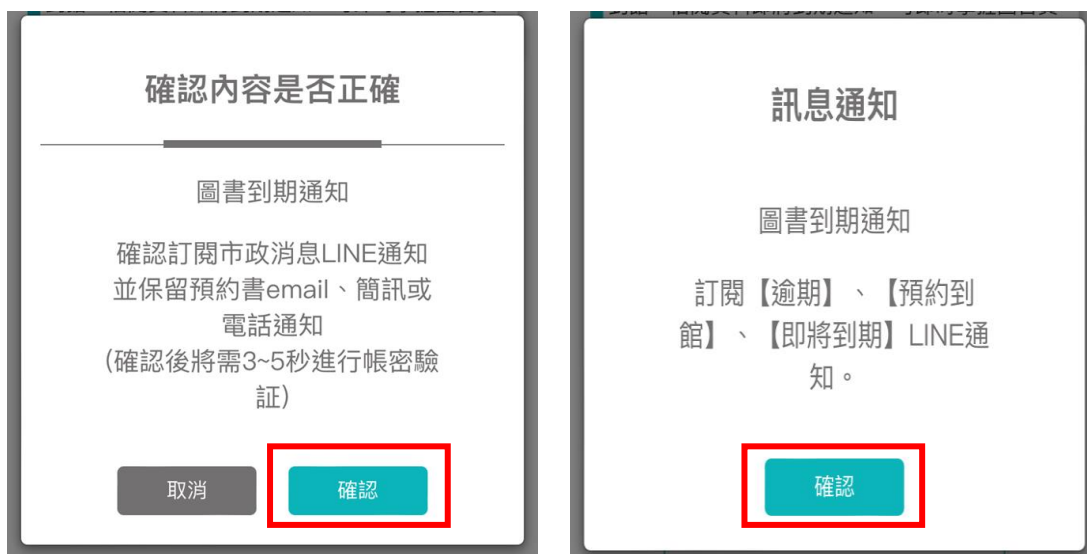 確認內容是否正確
圖書到期通知
確認訂閱市政消息LINE通知
並保留預約書email、簡訊或
電話通知
(確認後將需3~5秒進行帳密驗
証)
取消
確認
訊息通知
圖書到期通知
訂閱【逾期】、【預約到
館】、【即將到期】LINE通
知。
確認